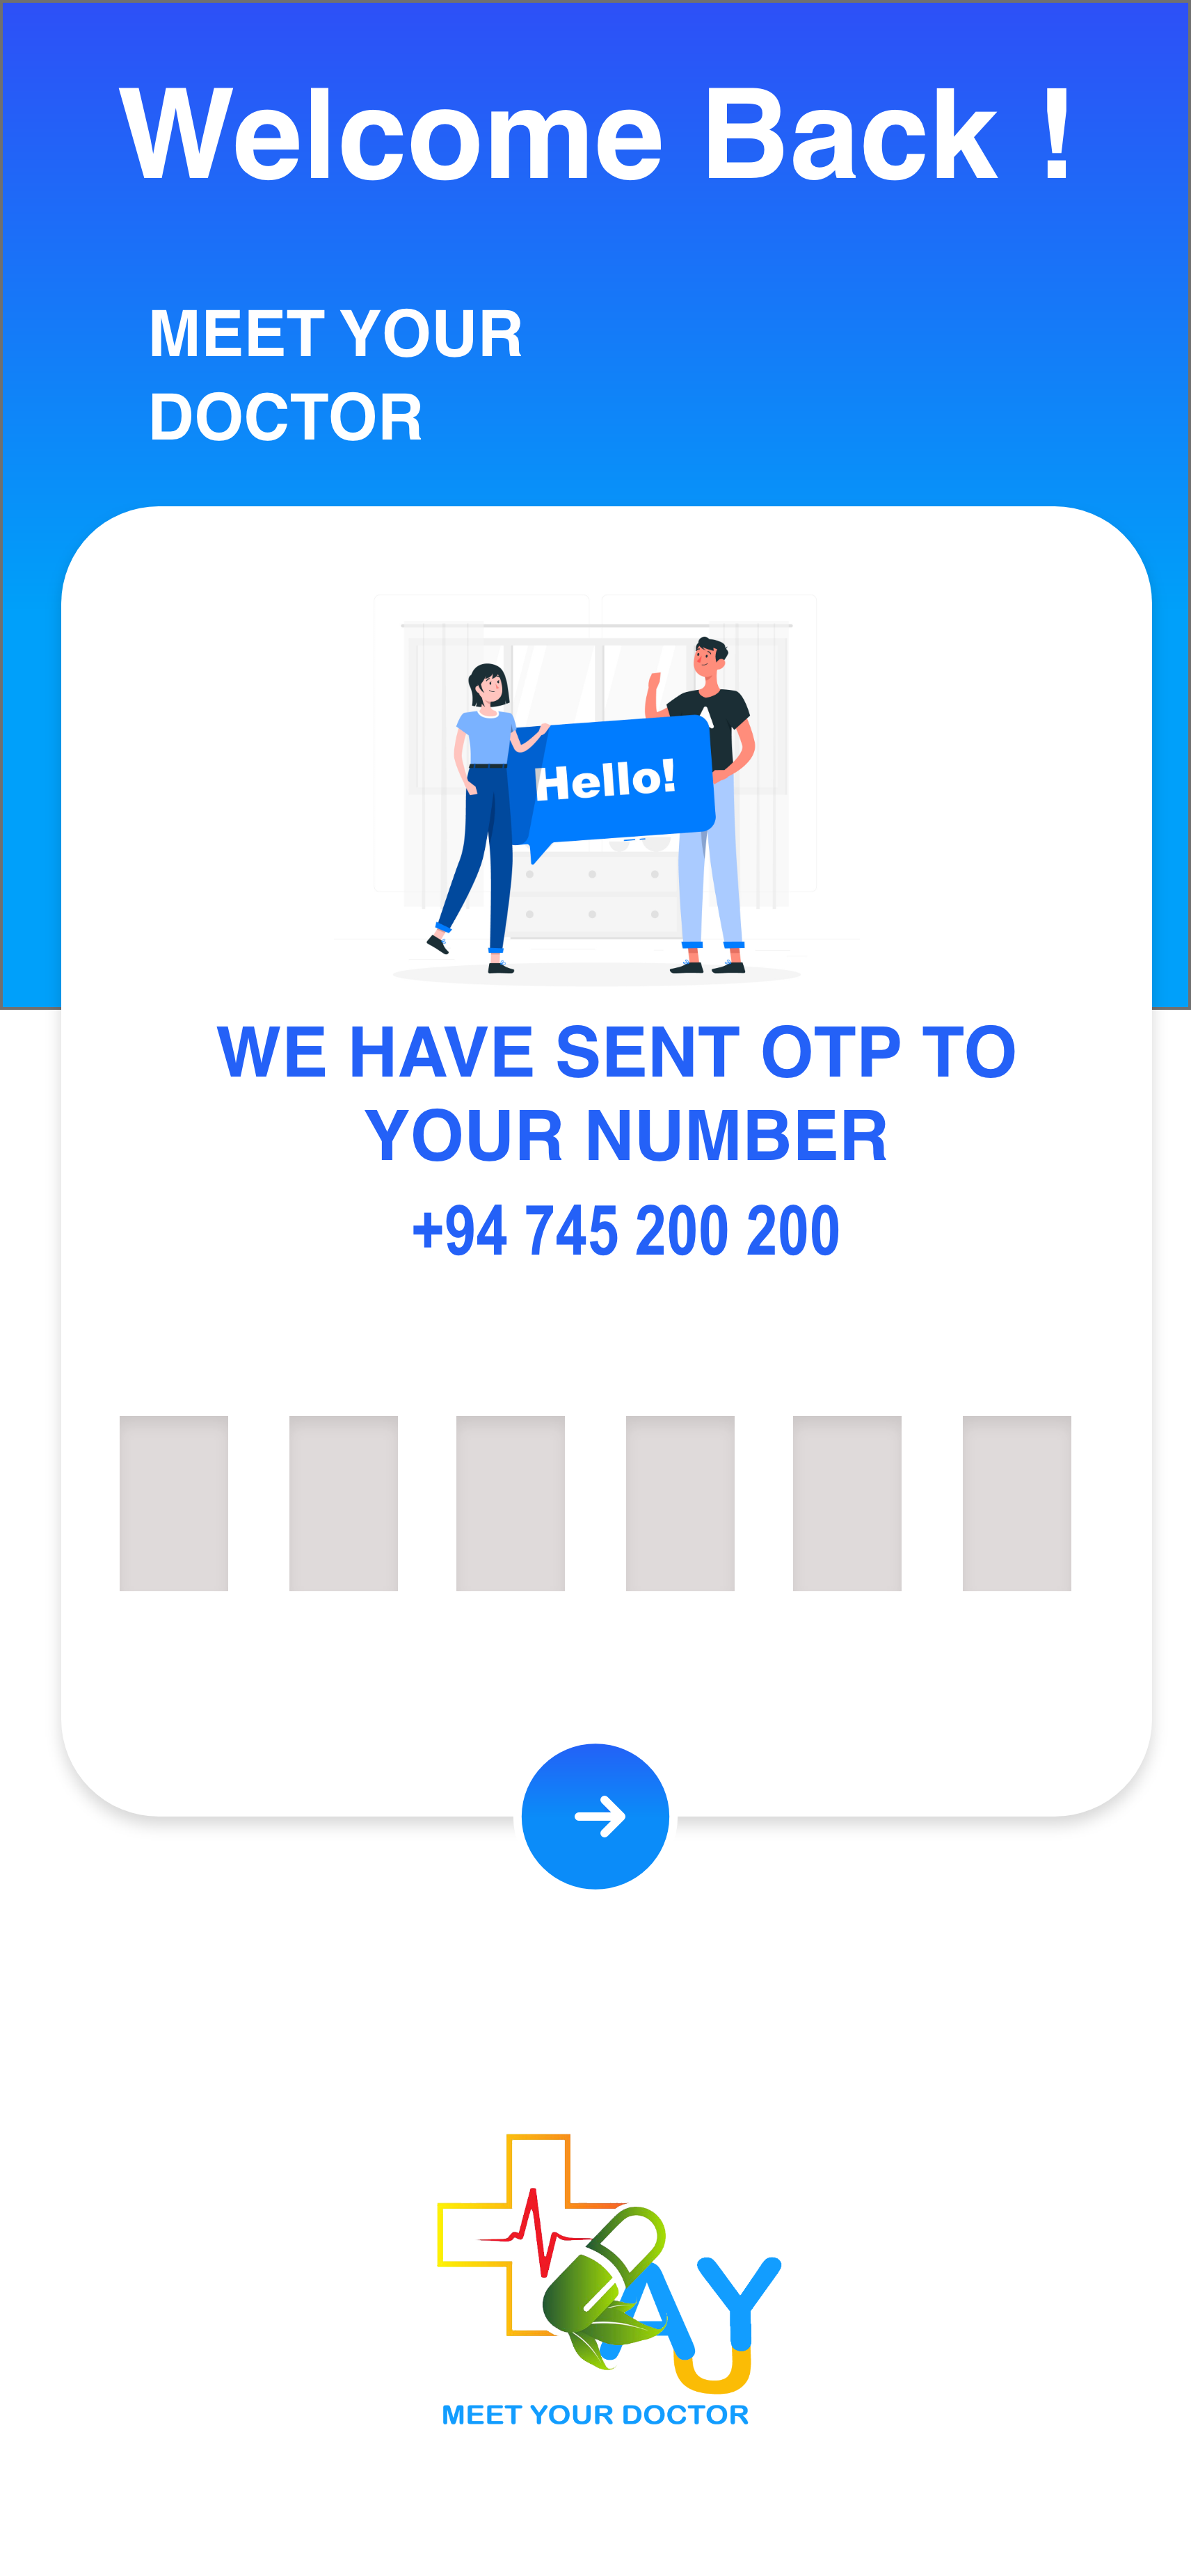 Welcome Back !
MEET YOUR
DOCTOR
Hello!
WE HAVE SENT OTP TO
YOUR NUMBER
+94 745 200 200
AYU
MEET YOUR DOCTOR